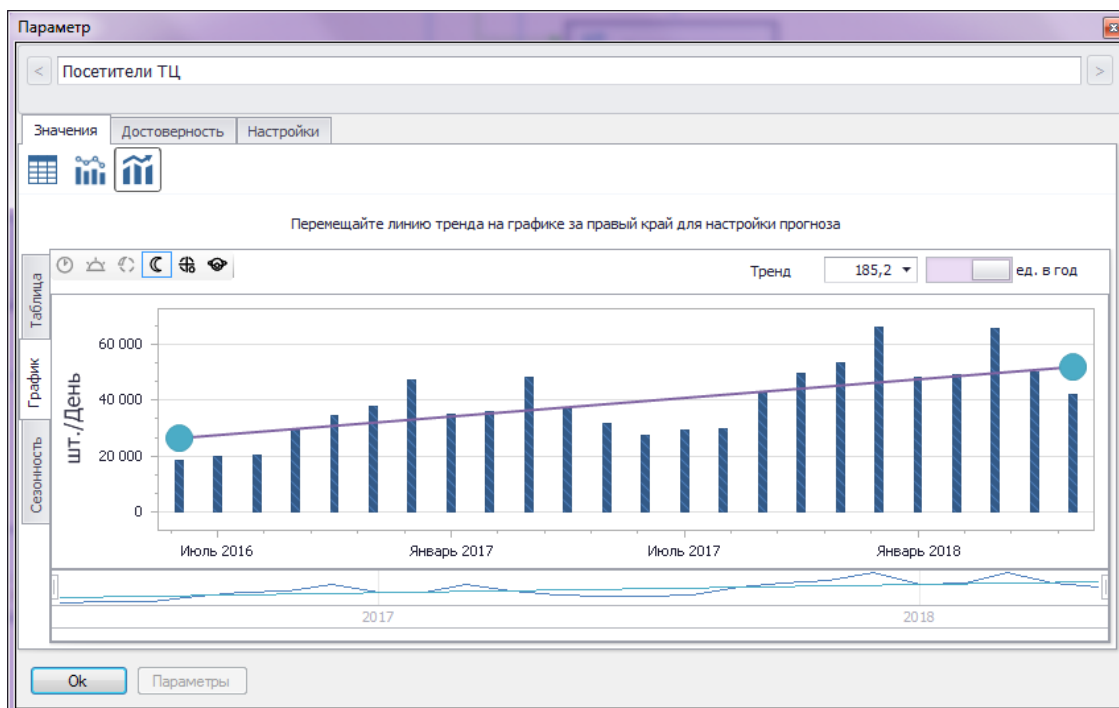 Параметр
< Посетители ТЦ >
Значения Достоверность Настройки
Перемещайте линию тренда на графике за правый край для настройки прогноза
Таблица
График
Сезонность
Тренд 185,2 ед. в год
шт./День
60 000
40 000
20 000
0
Июль 2016 Январь 2017 Июль 2017 Январь 2018
2017 2018
Ok Параметры